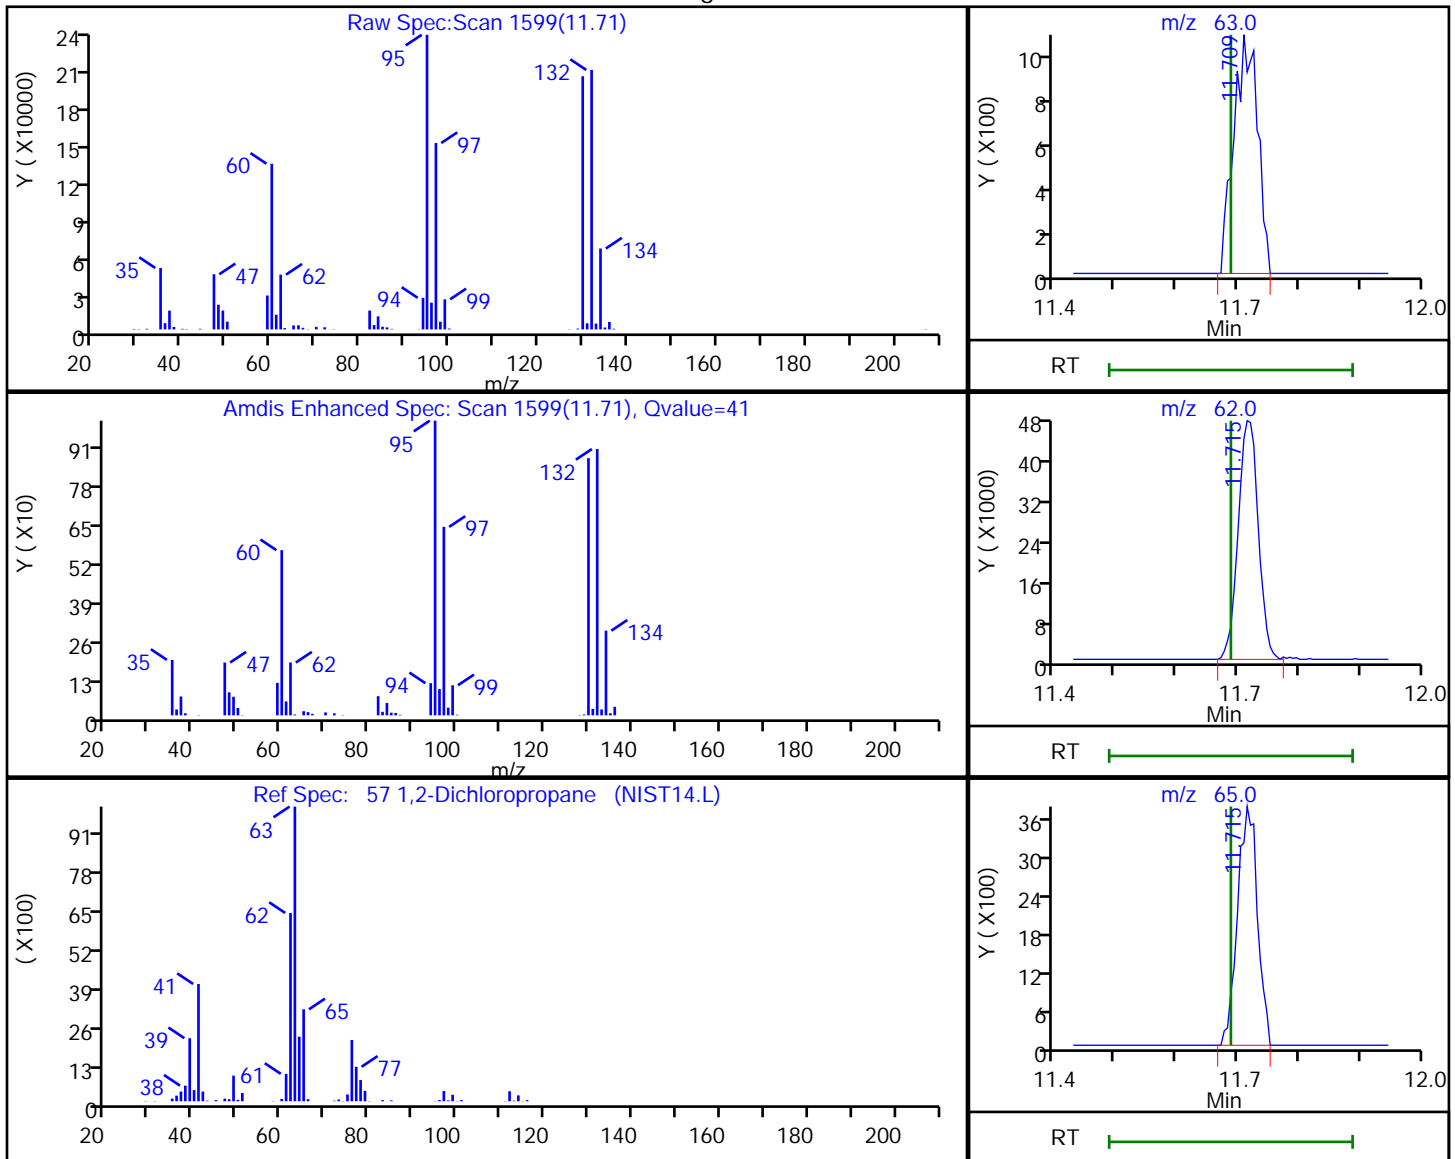 Raw Spec:Scan 1599(11.71)
Y ( X10000)
24
21
18
15
12
9
6
3
0
95
132
97
60
134
35
47
62
94
99
20 40 60 80 100 120 140 160 180 200
m/z
m/z 63.0
Y ( X100)
10
8
6
4
2
0
11.709
11.4 11.7 12.0
Min
RT
Amdis Enhanced Spec: Scan 1599(11.71), Qvalue=41
Y ( X10)
91
78
65
52
39
26
13
0
95
132
97
60
134
35
47
62
94
99
20 40 60 80 100 120 140 160 180 200
m/z
m/z 62.0
Y ( X1000)
48
40
32
24
16
8
0
11.715
11.4 11.7 12.0
Min
RT
Ref Spec: 57 1,2-Dichloropropane (NIST14.L)
( X100)
91
78
65
52
39
26
13
0
63
62
41
65
39
77
61
38
20 40 60 80 100 120 140 160 180 200
m/z 65.0
Y ( X100)
36
30
24
18
12
6
0
11.715
11.4 11.7 12.0
Min
RT